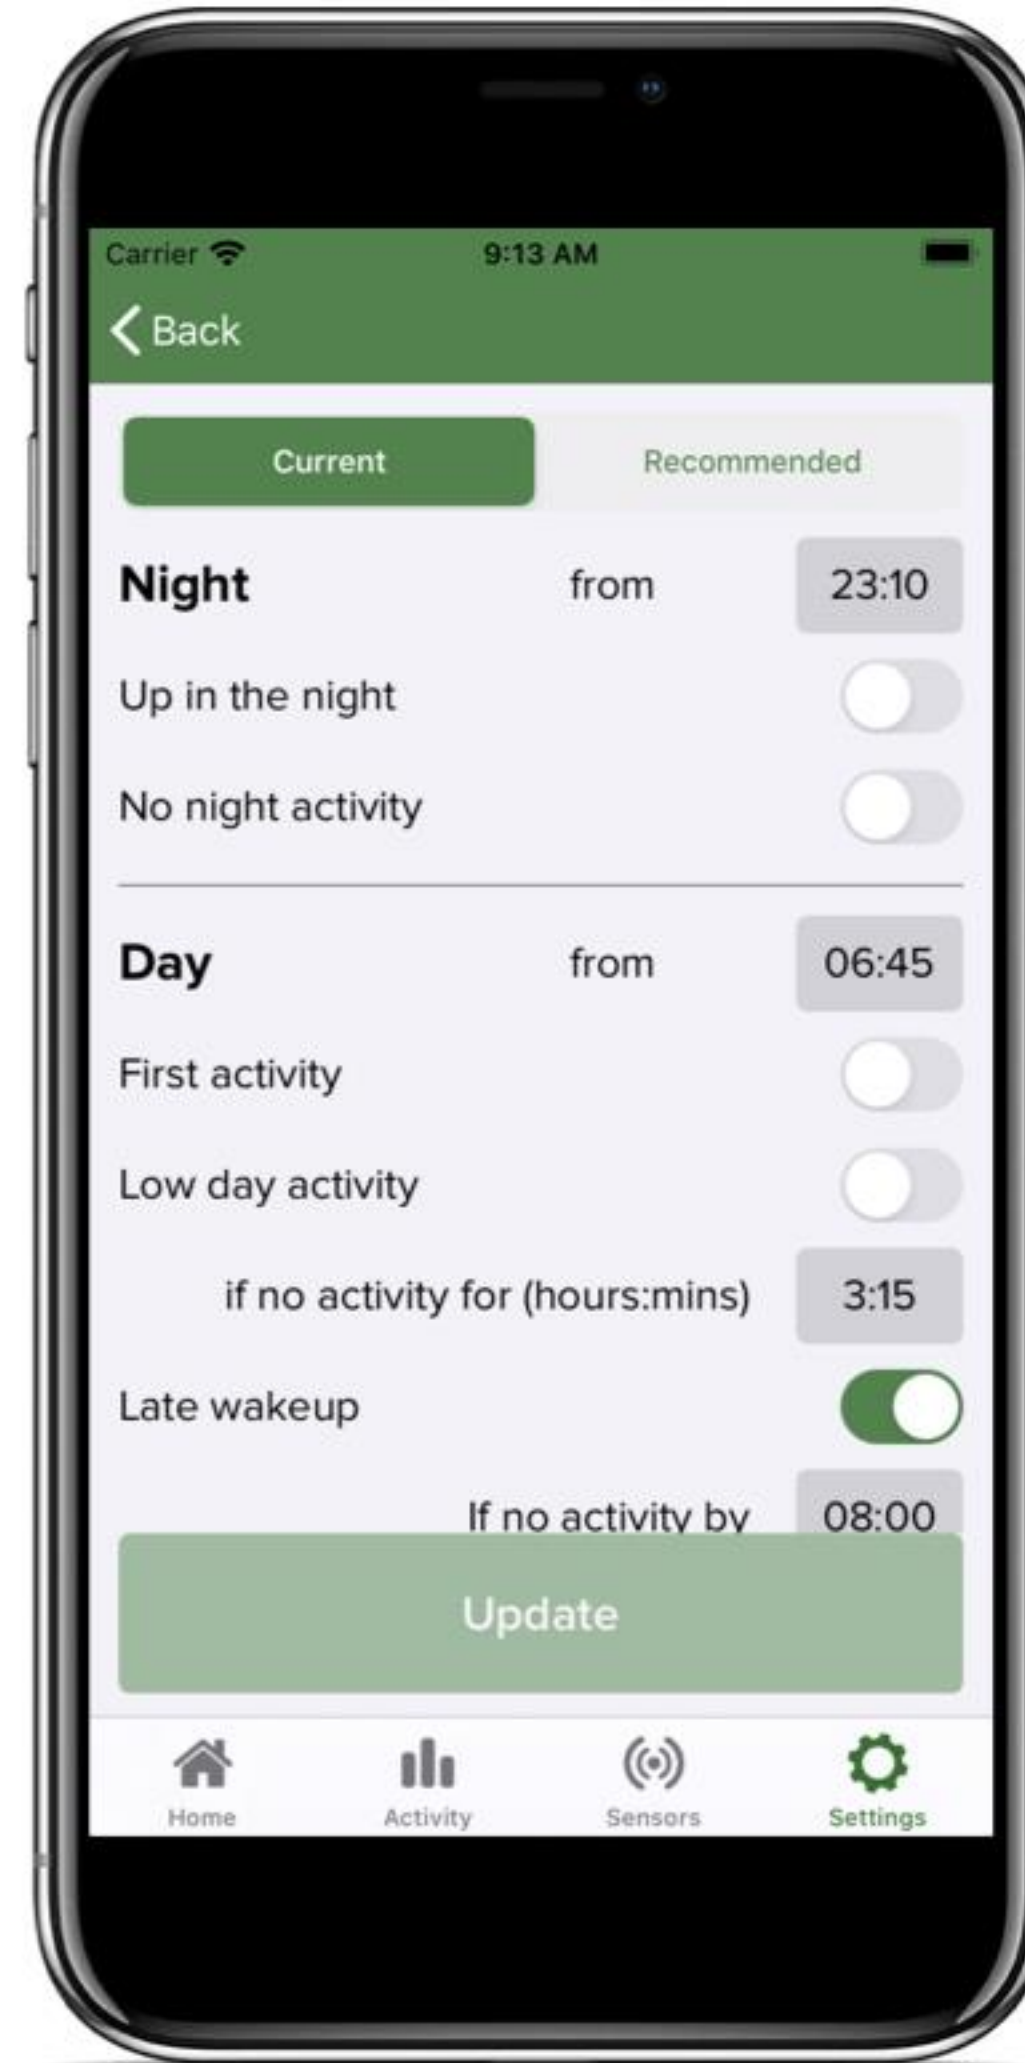 Carrier 9:13 AM
Back
Current Recommended
Night from 23:10
Up in the night
No night activity
Day from 06:45
First activity
Low day activity
if no activity for (hours:mins) 3:15
Late wakeup
If no activity by 08:00
Update
Home Activity Sensors Settings